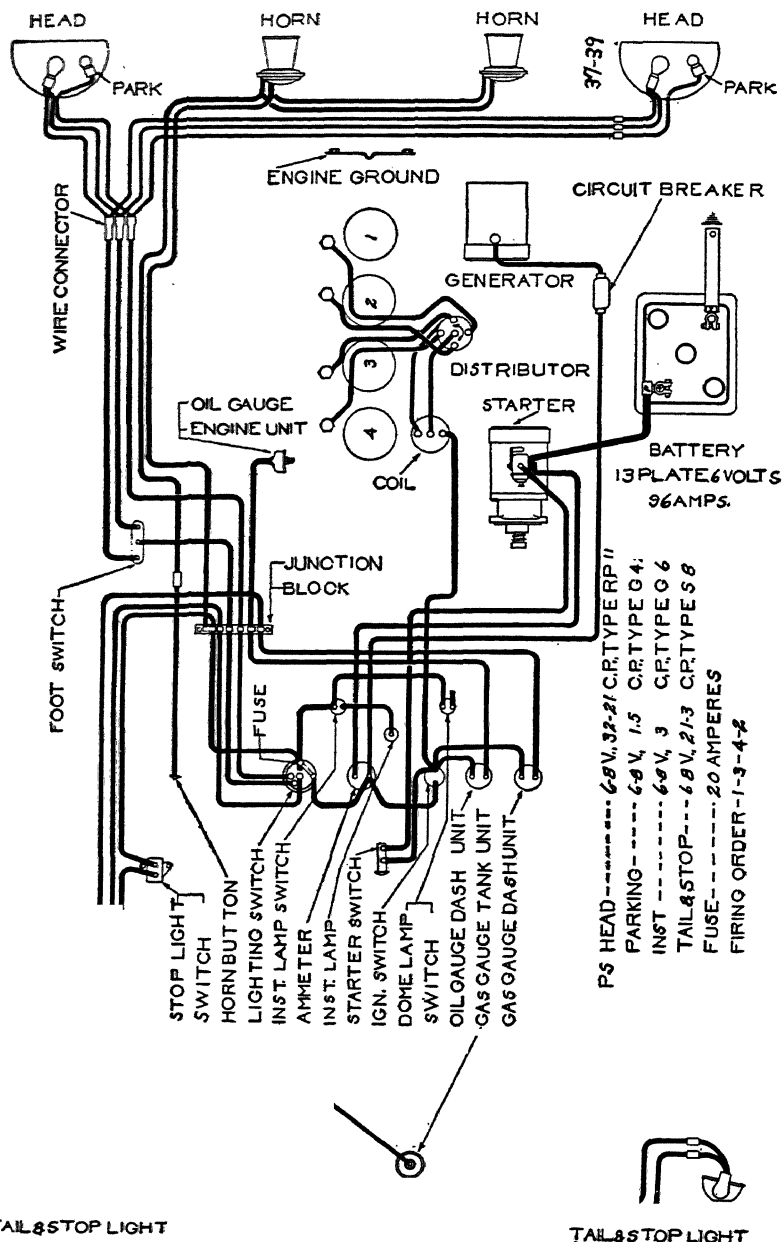 HEAD
HORN
HORN
HEAD
37-39
PARK
PARK
ENGINE GROUND
CIRCUIT BREAKER
WIRE CONNECTOR
1
2
3
4
GENERATOR
DISTRIBUTOR
OIL GAUGE
ENGINE UNIT
STARTER
COIL
BATTERY
13 PLATE 6 VOLTS
96 AMPS.
JUNCTION
BLOCK
FOOT SWITCH
FUSE
STOP LIGHT
SWITCH
HORN BUTTON
LIGHTING SWITCH
INST. LAMP SWITCH
AMMETER
INST. LAMP
STARTER SWITCH
IGN. SWITCH
DOME LAMP
SWITCH
OIL GAUGE DASH UNIT
GAS GAUGE TANK UNIT
GAS GAUGE DASH UNIT
PS HEAD-------- 6-8V, 32-21 C.P. TYPE RP 11
PARKING----- 6-8V, 1.5 C.P. TYPE G 4;
INST -------- 6-8V, 3 C.P. TYPE G 6
TAIL & STOP--- 6-8V, 21-3 C.P. TYPE S 8
FUSE-------- 20 AMPERES
FIRING ORDER-1-3-4-2
TAIL & STOP LIGHT
TAIL & STOP LIGHT